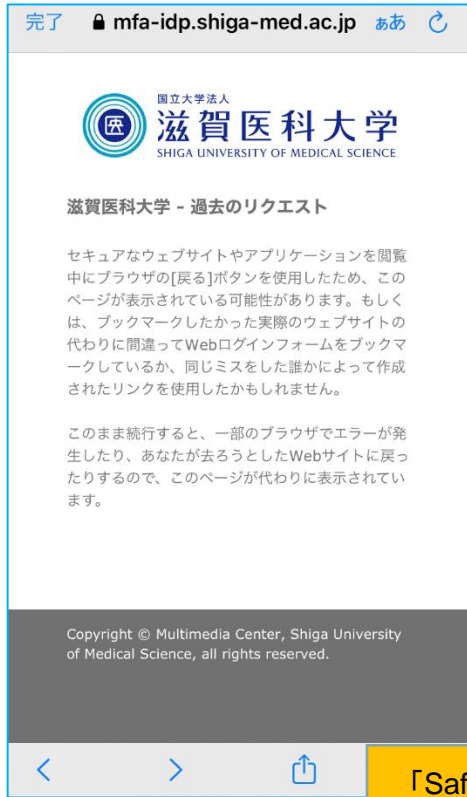 完了 mfa-idp.shiga-med.ac.jp ぁあ
国立大学法人
滋賀医科大学
SHIGA UNIVERSITY OF MEDICAL SCIENCE
滋賀医科大学 - 過去のリクエスト
セキュアなウェブサイトやアプリケーションを閲覧
中にブラウザの[戻る]ボタンを使用したため、この
ページが表示されている可能性があります。もしく
は、ブックマークしたかった実際のウェブサイトの
代わりに間違ってWebログインフォームをブックマ
ークしているか、同じミスをした誰かによって作成
されたリンクを使用したかもしれません。
このまま続行すると、一部のブラウザでエラーが発
生したり、あなたが去ろうとしたWebサイトに戻っ
たりするので、このページが代わりに表示されてい
ます。
Copyright © Multimedia Center, Shiga University
of Medical Science, all rights reserved.
「Saf